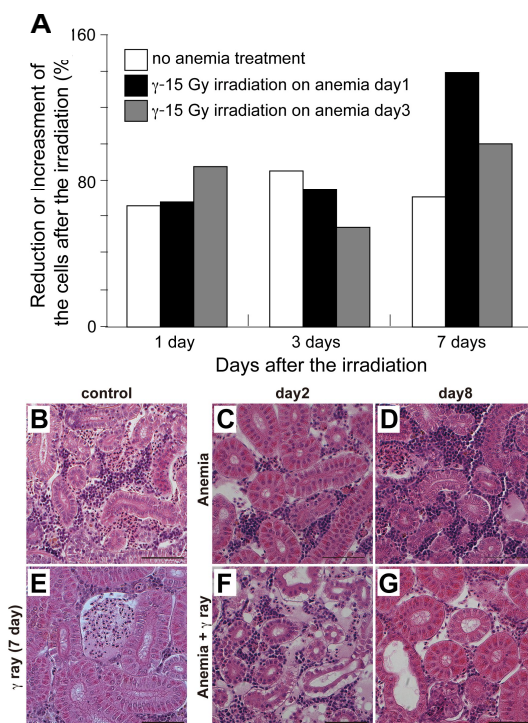 A
160
no anemia treatment
γ-15 Gy irradiation on anemia day1
γ-15 Gy irradiation on anemia day3
Reduction or Increasment of
the cells after the irradiation (%
80
0
1 day
3 days
7 days
Days after the irradiation
control
day2
day8
B
C
D
Anemia
E
F
G
γ ray (7 day)
Anemia + γ ray